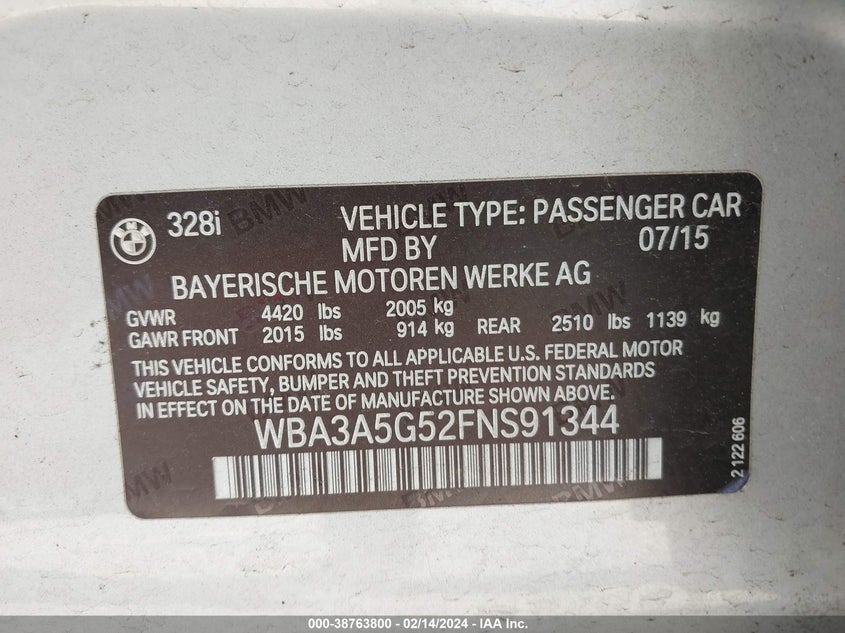 328i VEHICLE TYPE: PASSENGER CAR
MFD BY 07/15
BAYERISCHE MOTOREN WERKE AG
GVWR 4420 lbs 2005 kg
GAWR FRONT 2015 lbs 914 kg REAR 2510 lbs 1139 kg
THIS VEHICLE CONFORMS TO ALL APPLICABLE U.S. FEDERAL MOTOR
VEHICLE SAFETY, BUMPER AND THEFT PREVENTION STANDARDS
IN EFFECT ON THE DATE OF MANUFACTURE SHOWN ABOVE.
WBA3A5G52FNS91344
2 122 606
000-38763800 - 02/14/2024 - IAA Inc.